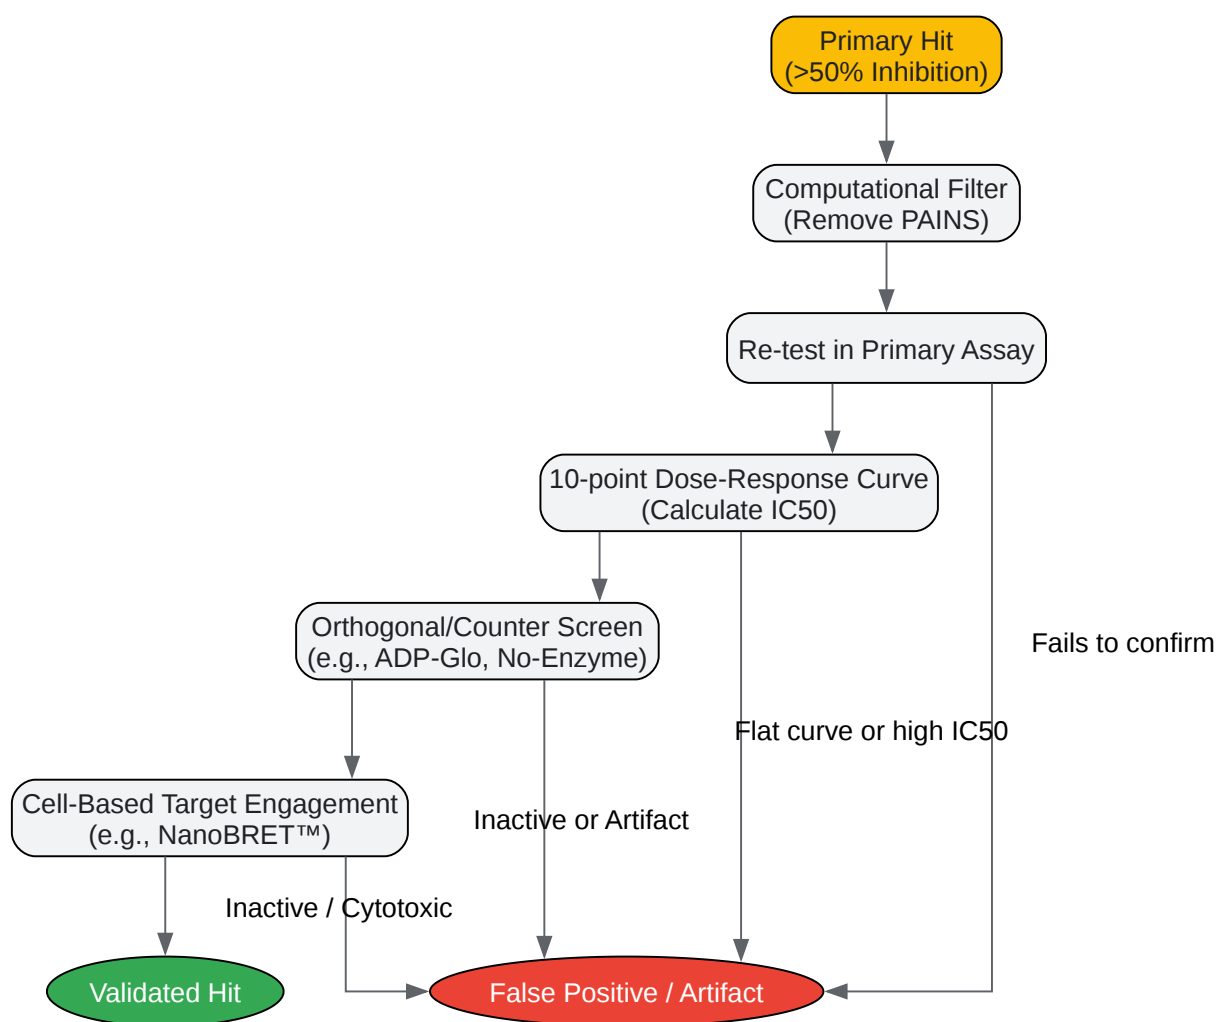 Primary Hit
(>50% Inhibition)
Computational Filter
(Remove PAINS)
Re-test in Primary Assay
10-point Dose-Response Curve
(Calculate IC50)
Orthogonal/Counter Screen
(e.g., ADP-Glo, No-Enzyme)
Fails to confirm
Flat curve or high IC50
Cell-Based Target Engagement
(e.g., NanoBRET™)
Inactive or Artifact
Inactive / Cytotoxic
Validated Hit
False Positive / Artifact